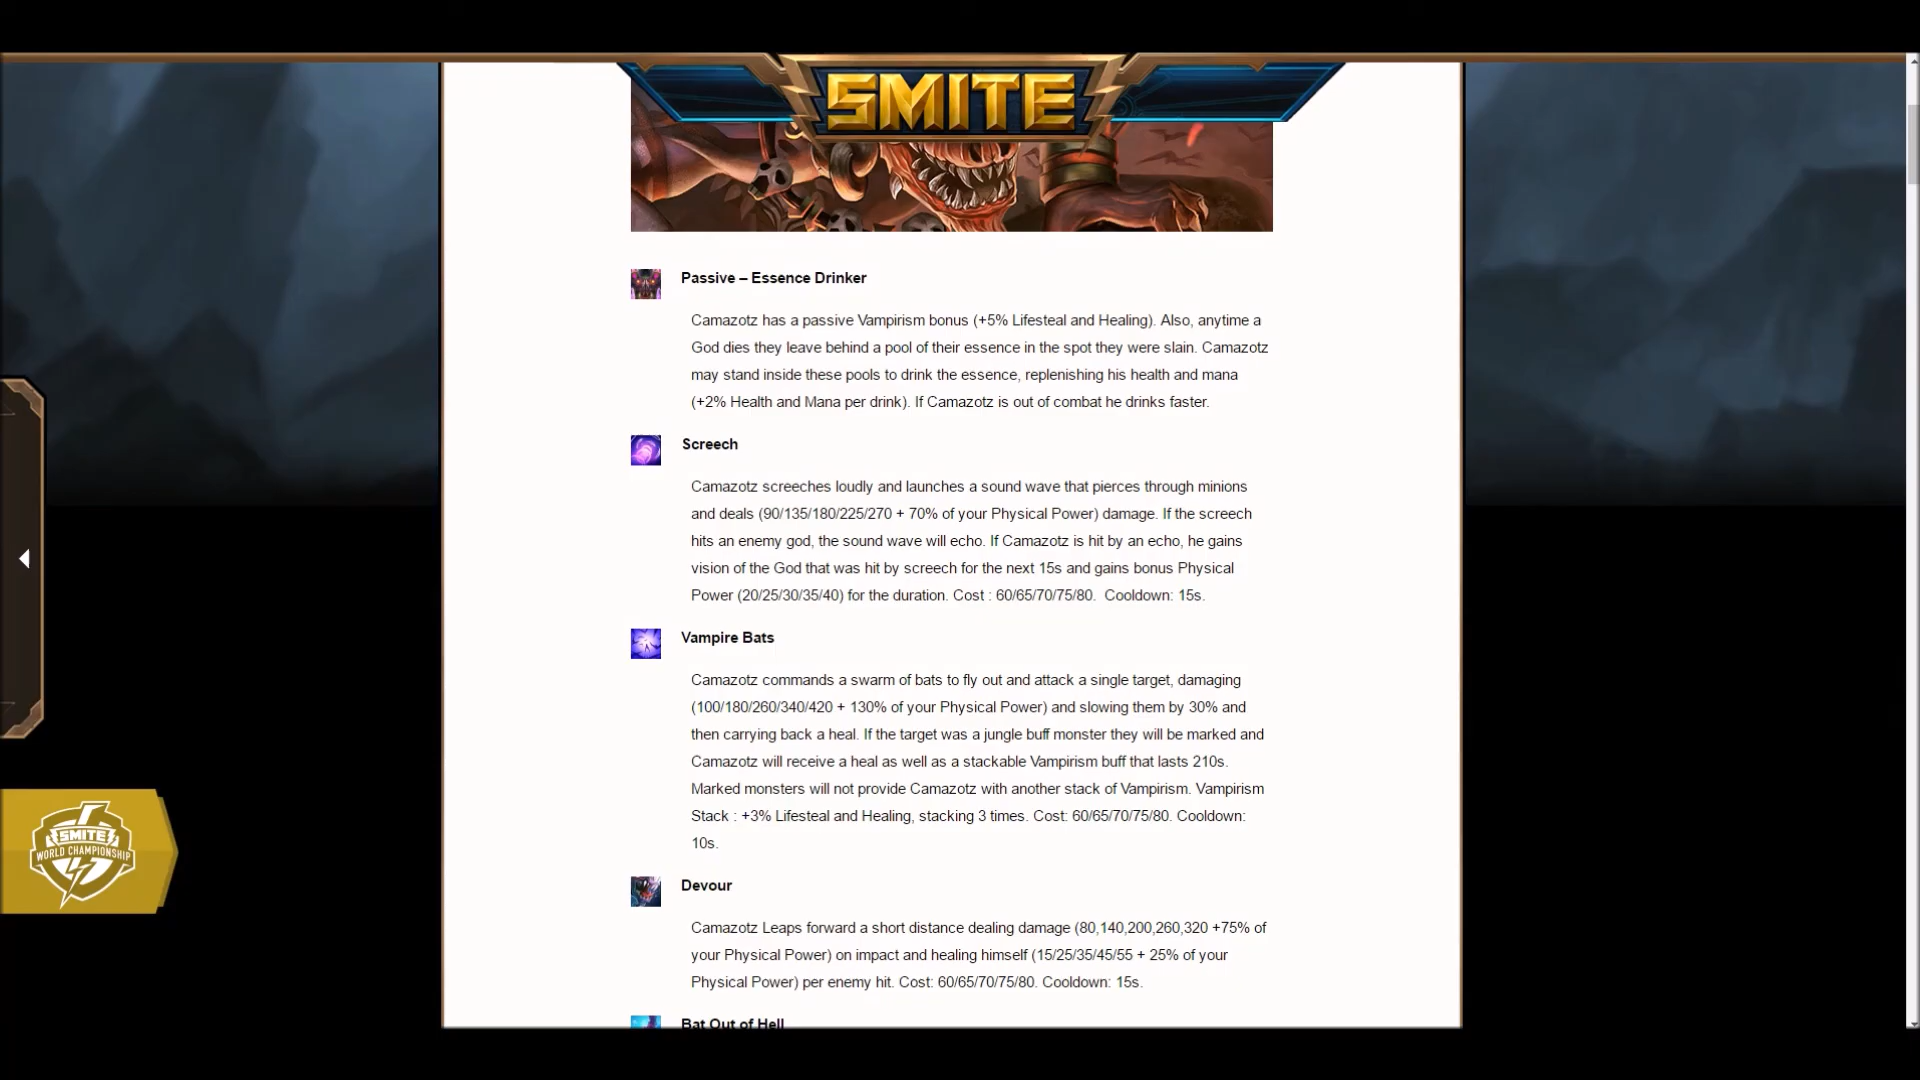 SMITE
Passive – Essence Drinker
Camazotz has a passive Vampirism bonus (+5% Lifesteal and Healing). Also, anytime a
God dies they leave behind a pool of their essence in the spot they were slain. Camazotz
may stand inside these pools to drink the essence, replenishing his health and mana
(+2% Health and Mana per drink). If Camazotz is out of combat he drinks faster.
Screech
Camazotz screeches loudly and launches a sound wave that pierces through minions
and deals (90/135/180/225/270 + 70% of your Physical Power) damage. If the screech
hits an enemy god, the sound wave will echo. If Camazotz is hit by an echo, he gains
vision of the God that was hit by screech for the next 15s and gains bonus Physical
Power (20/25/30/35/40) for the duration. Cost : 60/65/70/75/80.  Cooldown: 15s.
Vampire Bats
Camazotz commands a swarm of bats to fly out and attack a single target, damaging
(100/180/260/340/420 + 130% of your Physical Power) and slowing them by 30% and
then carrying back a heal. If the target was a jungle buff monster they will be marked and
Camazotz will receive a heal as well as a stackable Vampirism buff that lasts 210s.
Marked monsters will not provide Camazotz with another stack of Vampirism. Vampirism
Stack : +3% Lifesteal and Healing, stacking 3 times. Cost: 60/65/70/75/80. Cooldown:
10s.
SMITE
WORLD CHAMPIONSHIP
Devour
Camazotz Leaps forward a short distance dealing damage (80,140,200,260,320 +75% of
your Physical Power) on impact and healing himself (15/25/35/45/55 + 25% of your
Physical Power) per enemy hit. Cost: 60/65/70/75/80. Cooldown: 15s.
Bat Out of Hell